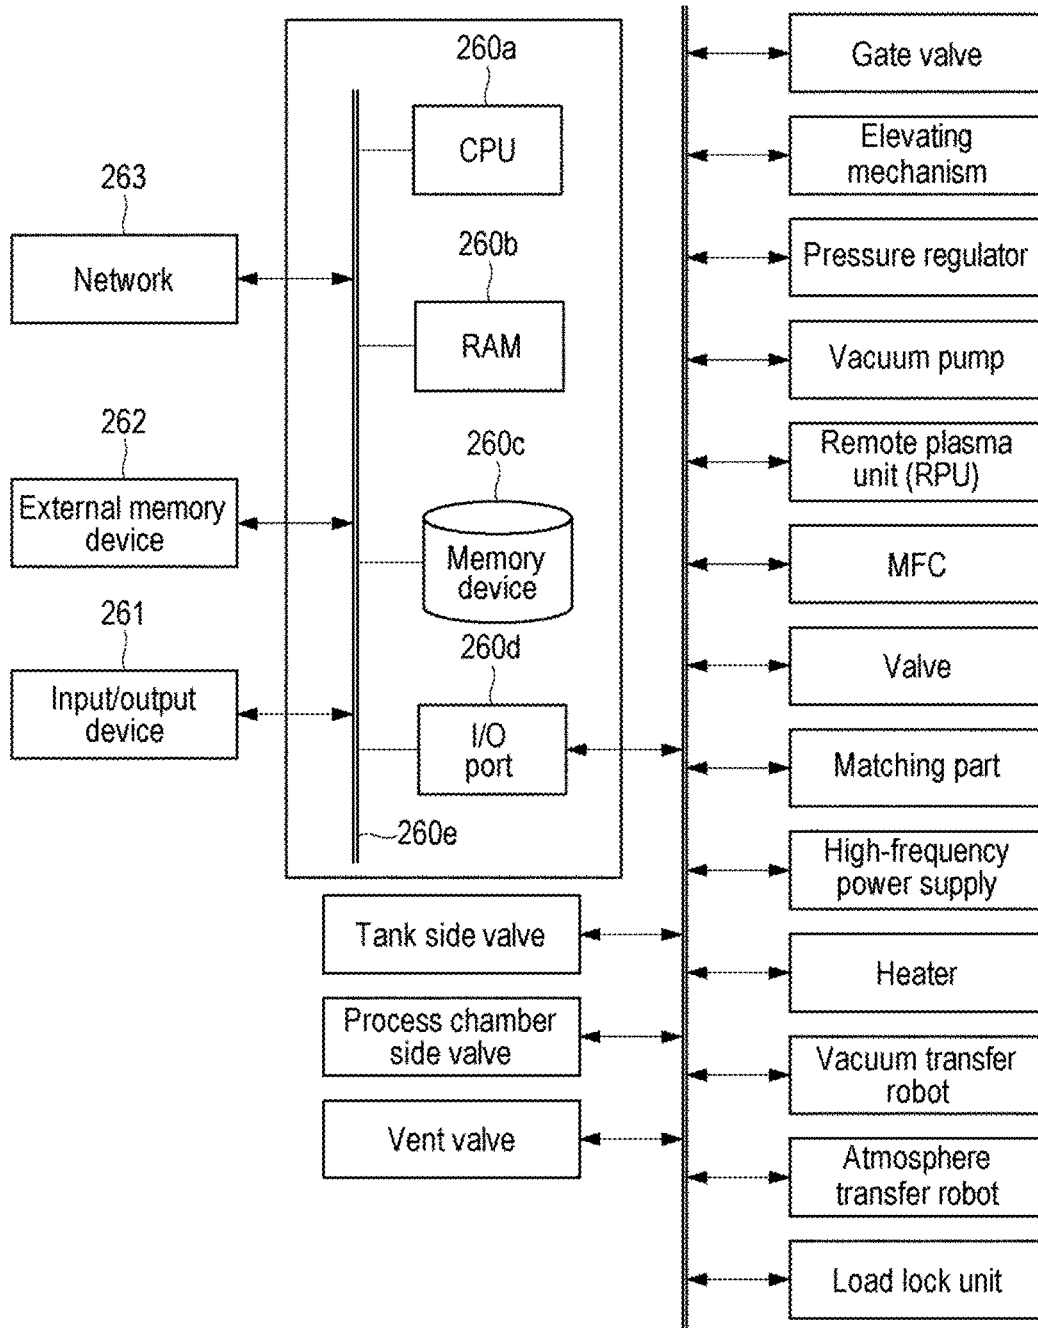 260a
CPU
263
Network
260b
RAM
262
External memory
device
260c
Memory
device
261
Input/output
device
260d
I/O
port
260e
Tank side valve
Process chamber
side valve
Vent valve
Gate valve
Elevating
mechanism
Pressure regulator
Vacuum pump
Remote plasma
unit (RPU)
MFC
Valve
Matching part
High-frequency
power supply
Heater
Vacuum transfer
robot
Atmosphere
transfer robot
Load lock unit